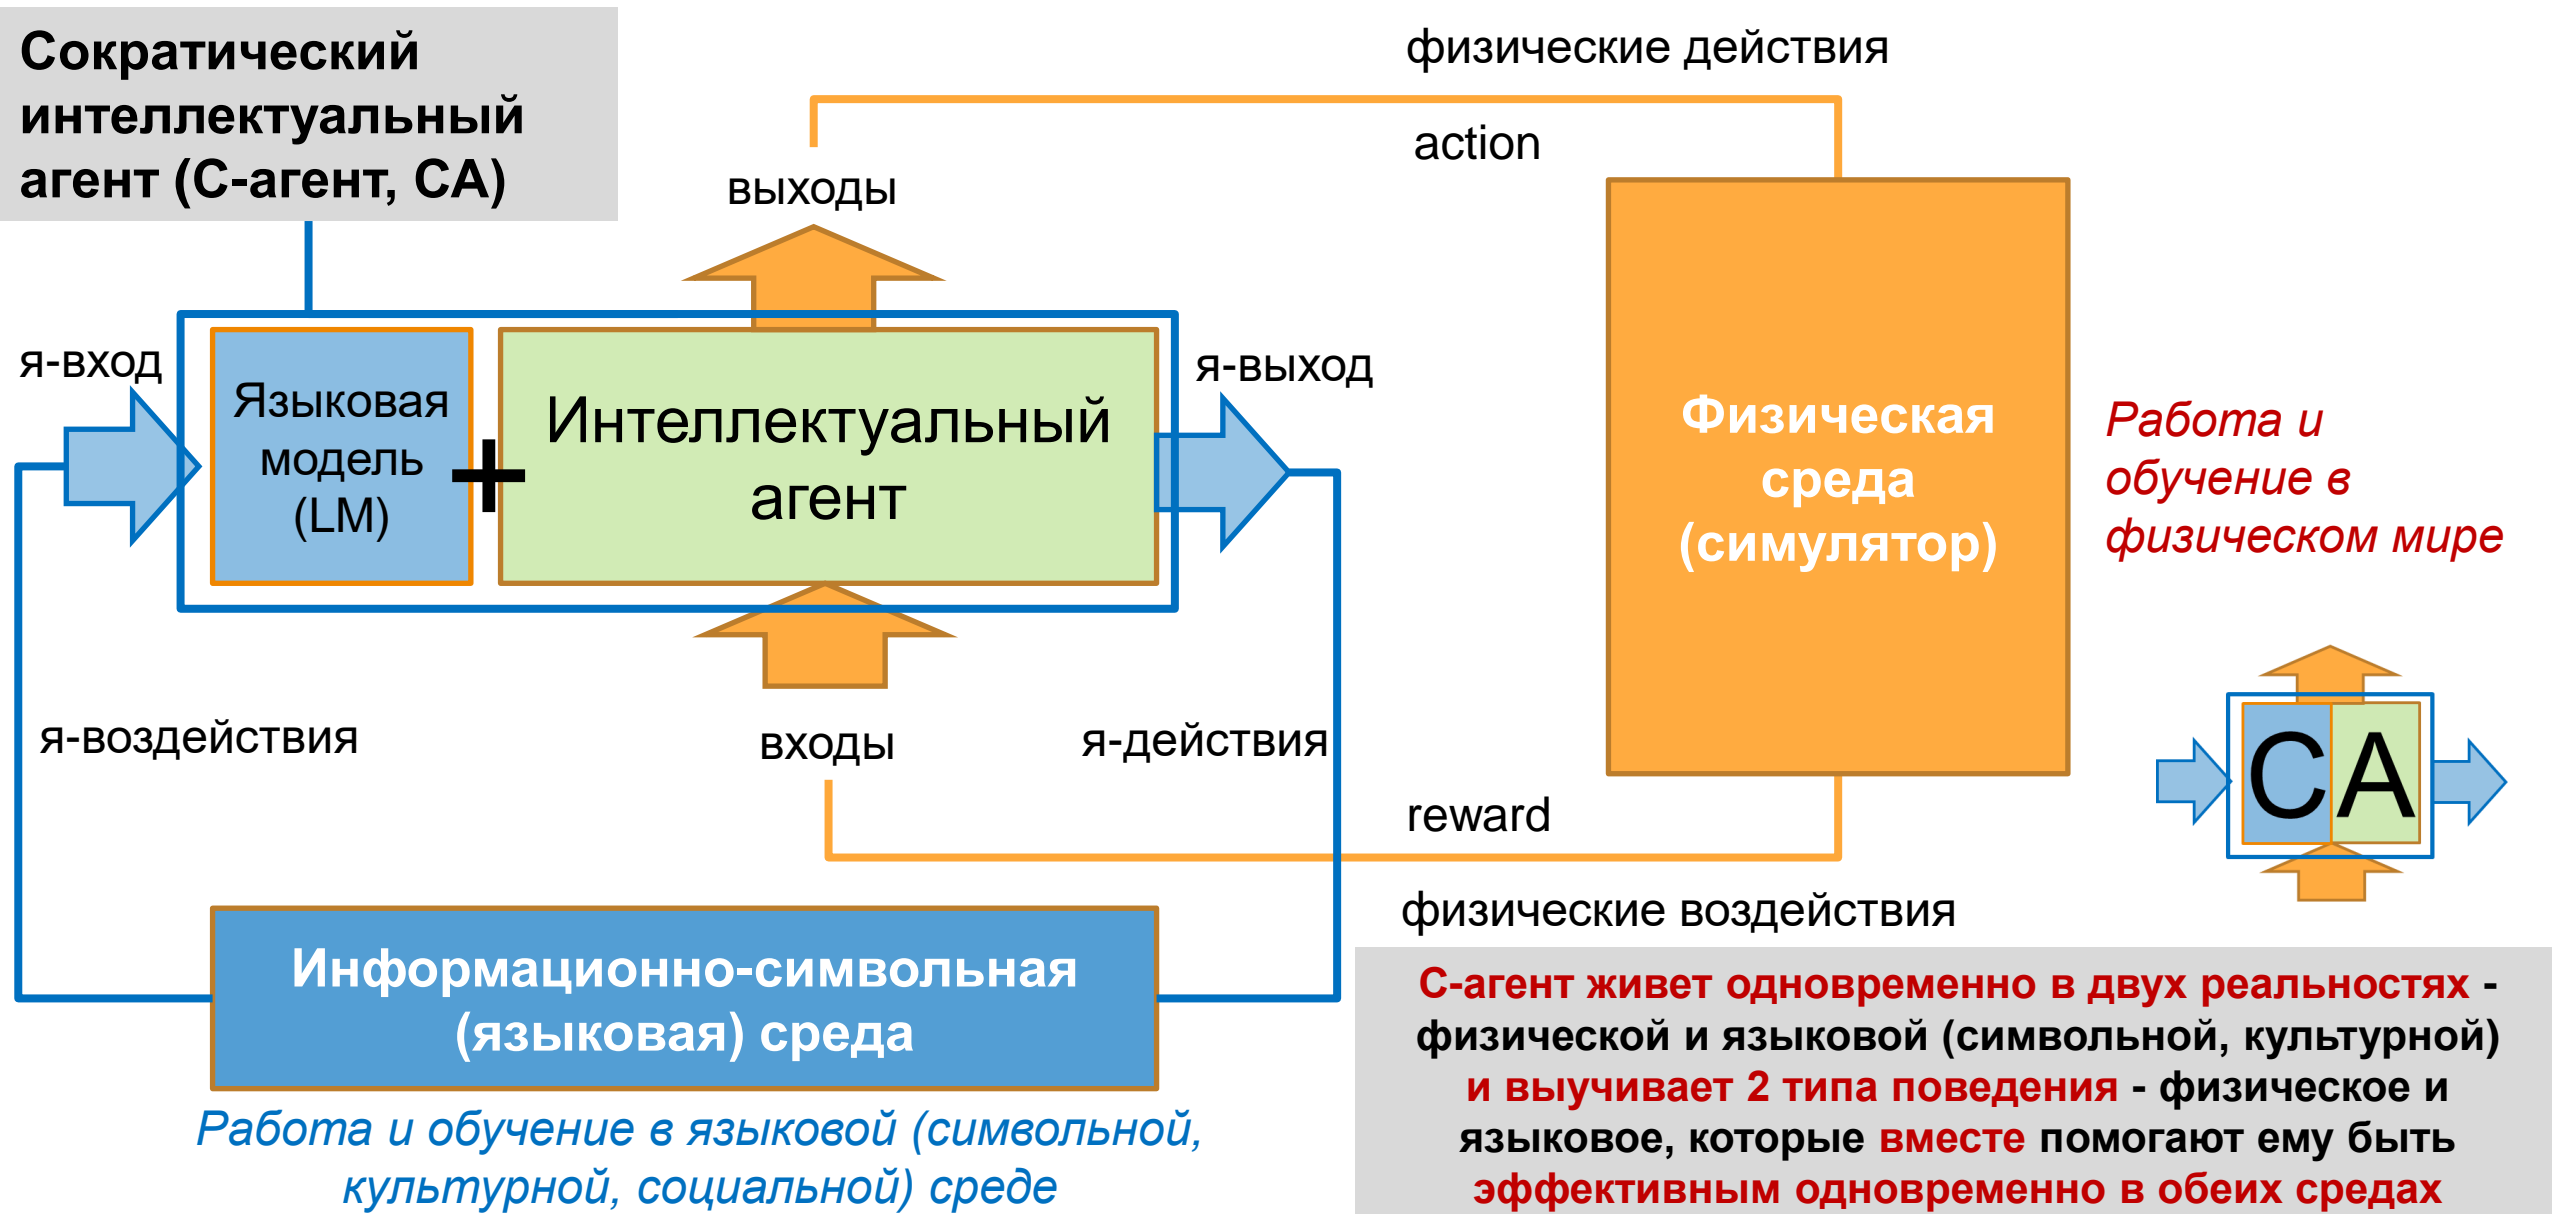 Сократический
интеллектуальный
агент (С-агент, СА)
физические действия
action
выходы
я-вход
Языковая
модель
(LM)
+
Интеллектуальный
агент
я-выход
Физическая
среда
(симулятор)
Работа и
обучение в
физическом мире
я-воздействия
входы
я-действия
reward
физические воздействия
СА
Информационно-символьная
(языковая) среда
Работа и обучение в языковой (символьной,
культурной, социальной) среде
С-агент живет одновременно в двух реальностях -
физической и языковой (символьной, культурной)
и выучивает 2 типа поведения - физическое и
языковое, которые вместе помогают ему быть
эффективным одновременно в обеих средах